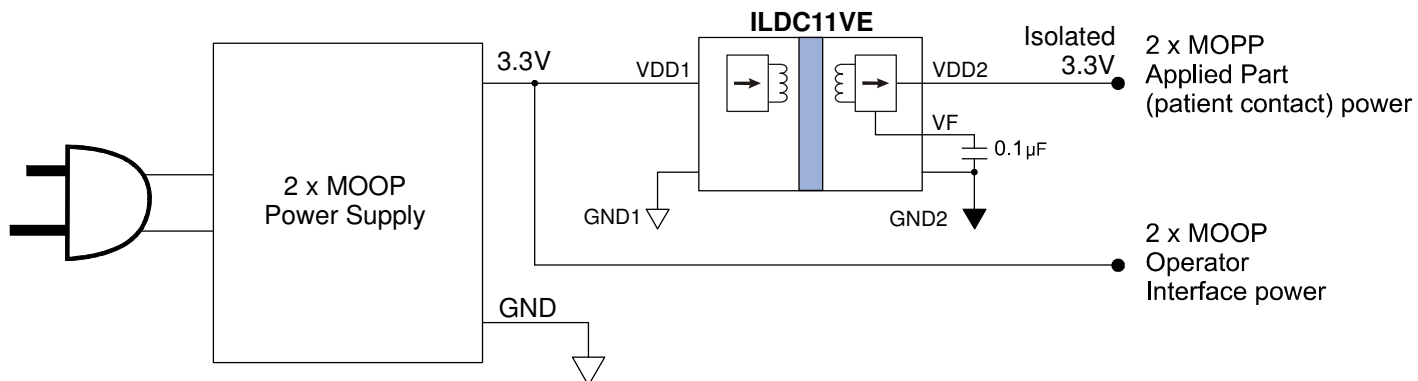 ILDC11VE
3.3V
VDD1
VDD2
Isolated
3.3V
2 x MOPP
Applied Part
(patient contact) power
VF
0.1µF
2 x MOOP
Power Supply
GND1
GND2
2 x MOOP
Operator
Interface power
GND